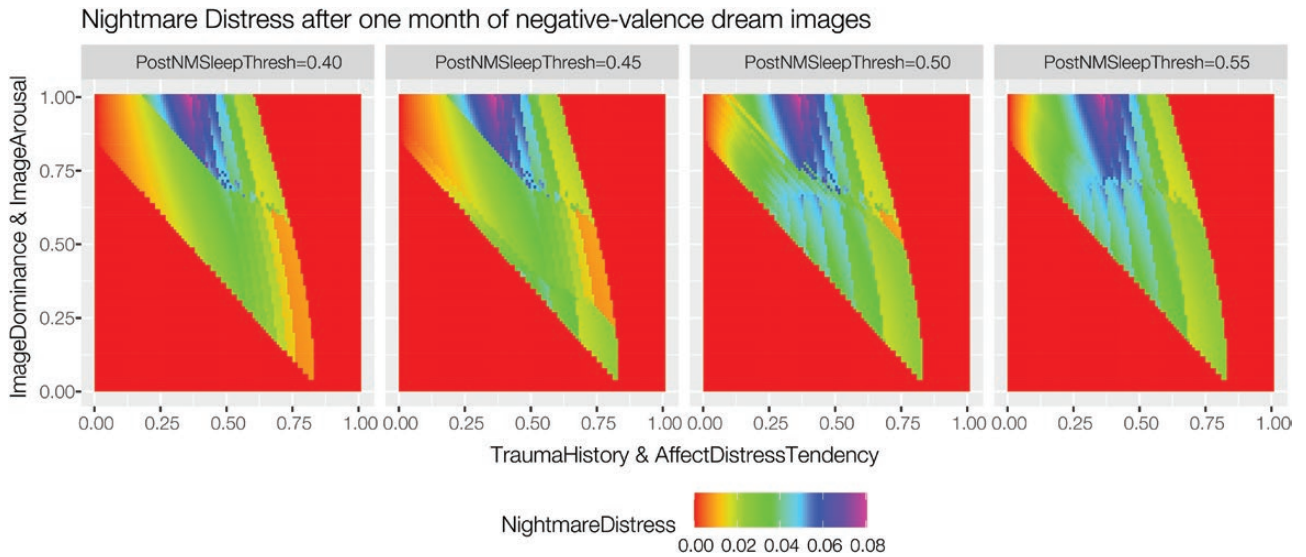 Nightmare Distress after one month of negative-valence dream images
PostNMSleepThresh=0.40 PostNMSleepThresh=0.45 PostNMSleepThresh=0.50 PostNMSleepThresh=0.55
ImageDominance & ImageArousal
1.00
0.75
0.50
0.25
0.00
0.00 0.25 0.50 0.75 1.00 0.00 0.25 0.50 0.75 1.00 0.00 0.25 0.50 0.75 1.00 0.00 0.25 0.50 0.75 1.00
TraumaHistory & AffectDistressTendency
NightmareDistress
0.00 0.02 0.04 0.06 0.08